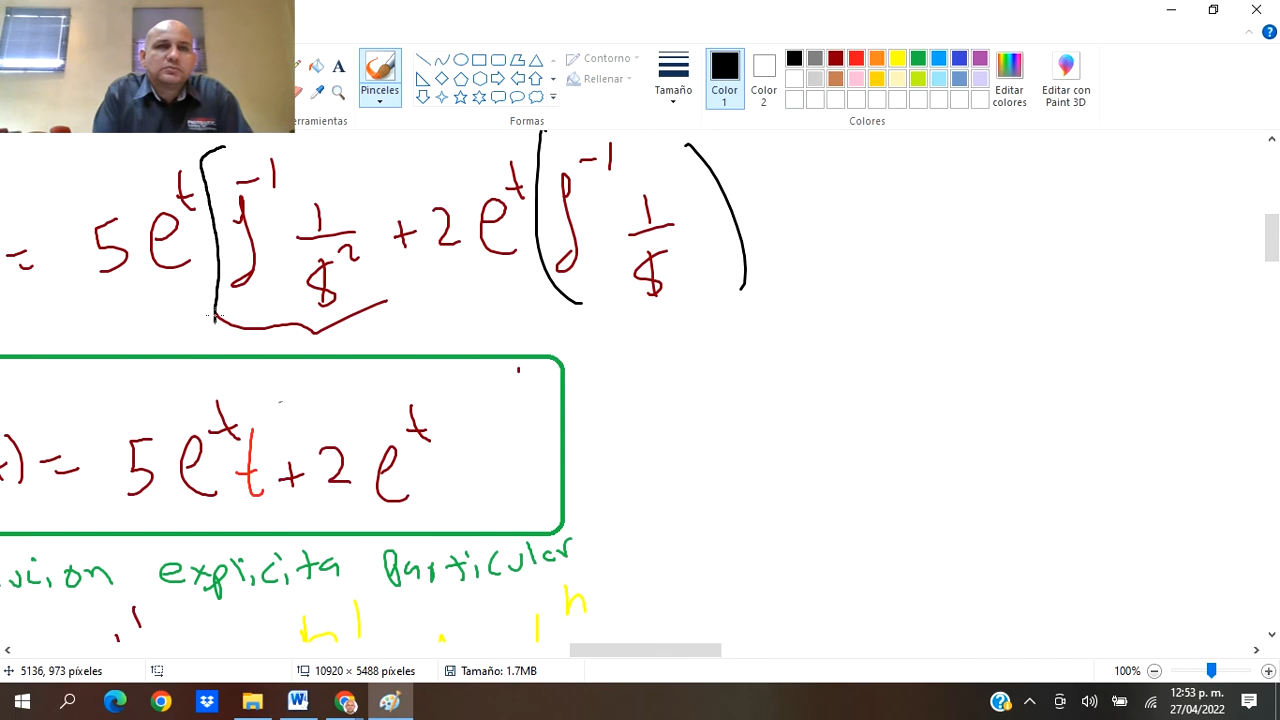 Contorno
Rellenar
Pinceles
Tamaño
Color 1
Color 2
Editar colores
Editar con Paint 3D
rramientas
Formas
Colores
= 5e^t [ℒ^-1 1/s^2 + 2e^t (ℒ^-1 1/s)
) = 5e^t t + 2e^t
ución explicita particular
5136, 973 píxeles
10920 × 5488 píxeles
Tamaño: 1.7MB
100%
12:53 p. m.
27/04/2022